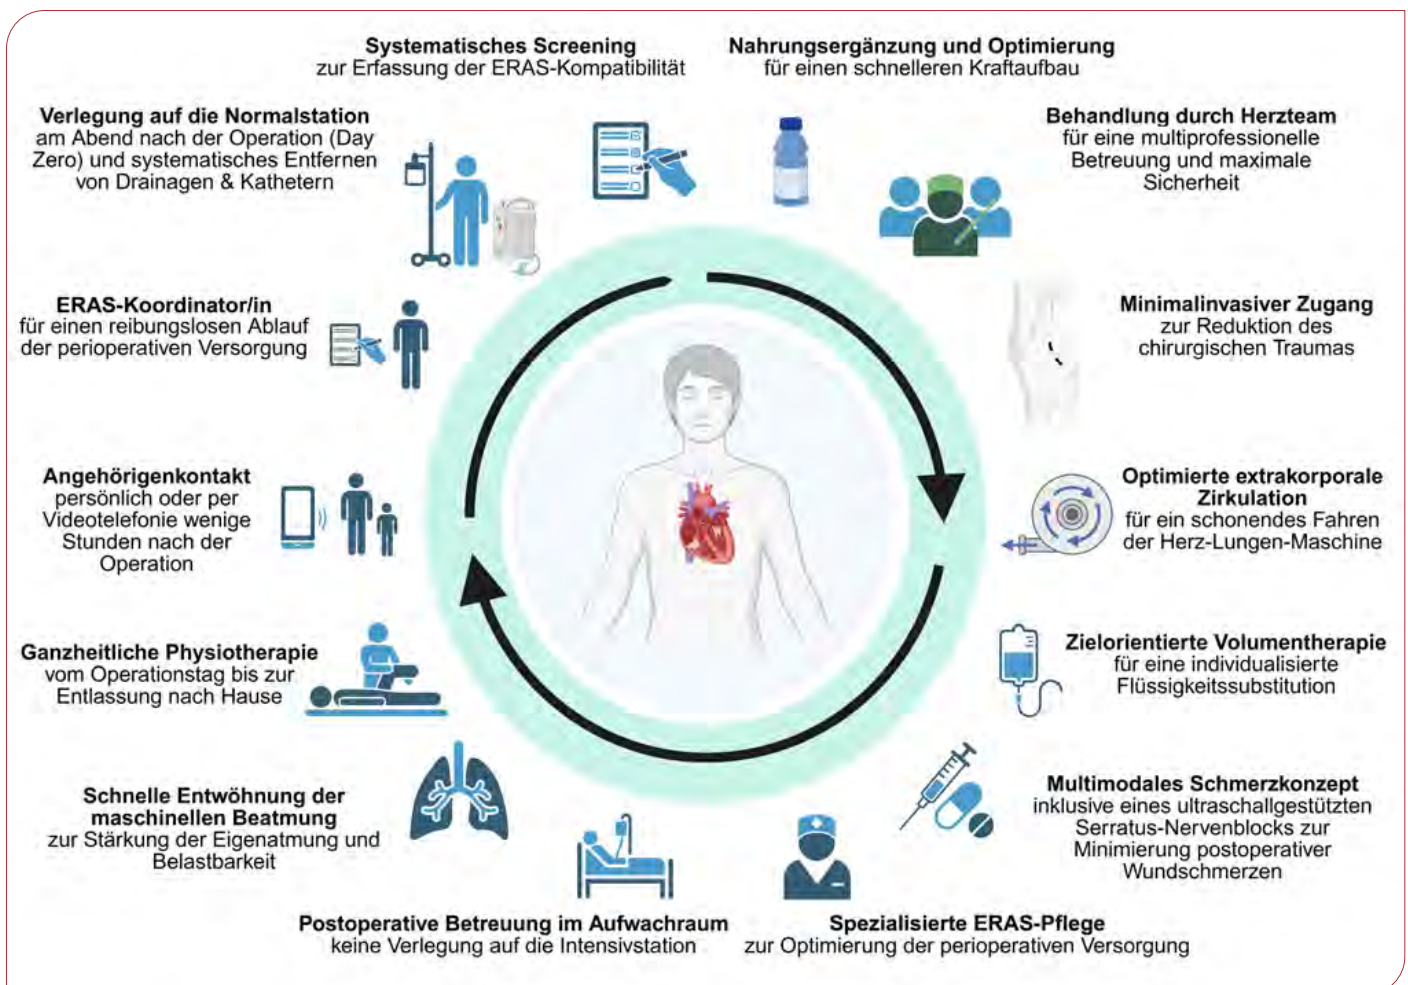 Systematisches Screening
zur Erfassung der ERAS-Kompatibilität
Nahrungsergänzung und Optimierung
für einen schnelleren Kraftaufbau
Behandlung durch Herzteam
für eine multiprofessionelle
Betreuung und maximale
Sicherheit
Minimalinvasiver Zugang
zur Reduktion des
chirurgischen Traumas
Optimierte extrakorporale
Zirkulation
für ein schonendes Fahren
der Herz-Lungen-Maschine
Zielorientierte Volumentherapie
für eine individualisierte
Flüssigkeitssubstitution
Multimodales Schmerzkonzept
inklusive eines ultraschallgestützten
Serratus-Nervenblocks zur
Minimierung postoperativer
Wundschmerzen
Spezialisierte ERAS-Pflege
zur Optimierung der perioperativen Versorgung
Postoperative Betreuung im Aufwachraum
keine Verlegung auf die Intensivstation
Schnelle Entwöhnung der
maschinellen Beatmung
zur Stärkung der Eigenatmung und
Belastbarkeit
Ganzheitliche Physiotherapie
vom Operationstag bis zur
Entlassung nach Hause
Angehörigenkontakt
persönlich oder per
Videotelefonie wenige
Stunden nach der
Operation
ERAS-Koordinator/in
für einen reibungslosen Ablauf
der perioperativen Versorgung
Verlegung auf die Normalstation
am Abend nach der Operation (Day
Zero) und systematisches Entfernen
von Drainagen & Kathetern